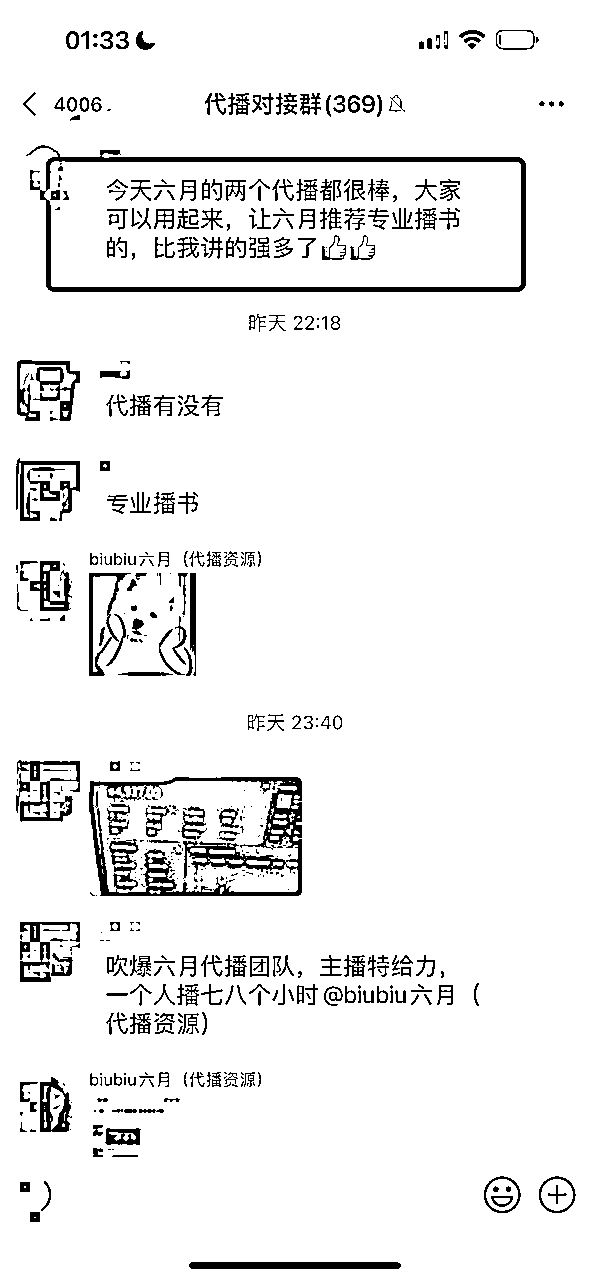 01:33
4006.
代播对接群(369)
今天六月的两个代播都很棒，大家
可以用起来，让六月推荐专业播书
的，比我讲的强多了👍👍
昨天 22:18
代播有没有
专业播书
biubiu六月（代播资源）
昨天 23:40
吹爆六月代播团队，主播特给力，
一个人播七八个小时@biubiu六月（
代播资源）
biubiu六月（代播资源）